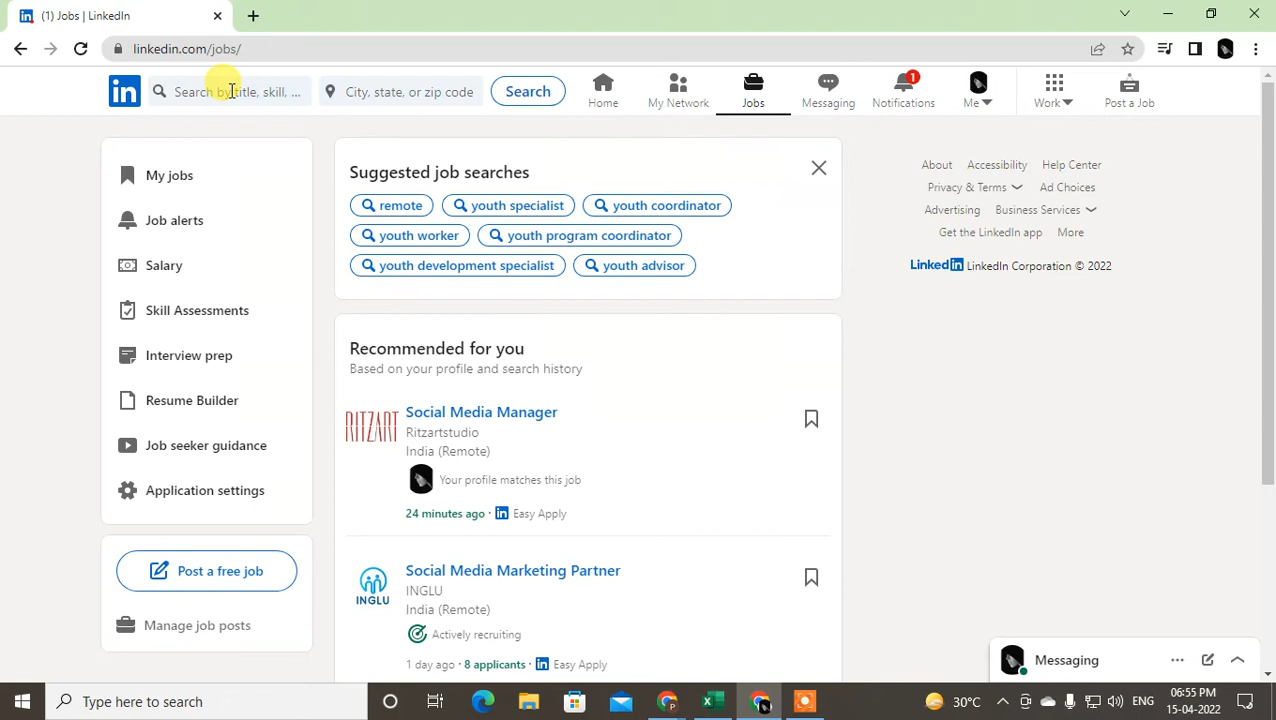 (1) Jobs | LinkedIn
linkedin.com/jobs/
in
Search by title, skill, ...
City, state, or zip code
Search
Home
My Network
Jobs
Messaging
1
Notifications
Me
Work
Post a Job
My jobs
Job alerts
Salary
Skill Assessments
Interview prep
Resume Builder
Job seeker guidance
Application settings
Post a free job
Manage job posts
Suggested job searches
remote
youth specialist
youth coordinator
youth worker
youth program coordinator
youth development specialist
youth advisor
Recommended for you
Based on your profile and search history
RITZART
Social Media Manager
Ritzartstudio
India (Remote)
Your profile matches this job
24 minutes ago · in Easy Apply
INGLU
Social Media Marketing Partner
INGLU
India (Remote)
Actively recruiting
1 day ago · 8 applicants · in Easy Apply
About Accessibility Help Center
Privacy & Terms Ad Choices
Advertising Business Services
Get the LinkedIn app More
LinkedIn LinkedIn Corporation © 2022
Messaging
Type here to search
30°C
ENG
06:55 PM
15-04-2022